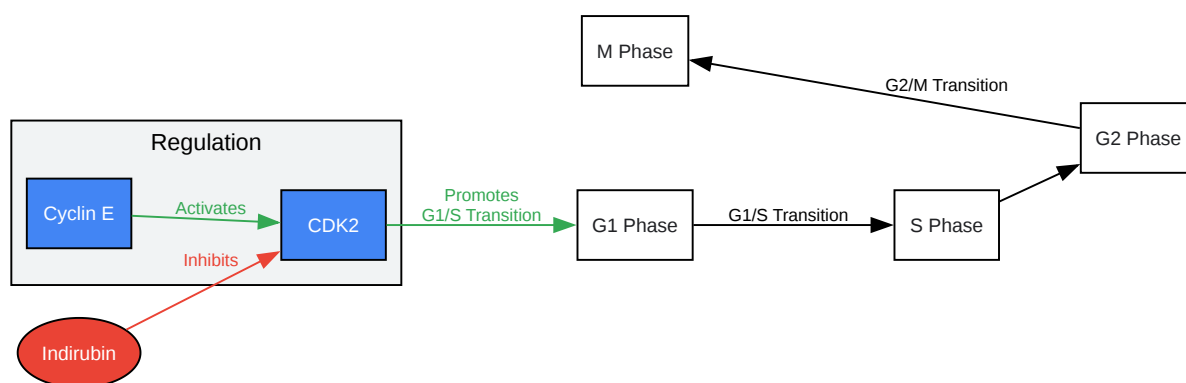 M Phase
G2/M Transition
G2 Phase
Regulation
Cyclin E
Activates
CDK2
Promotes
G1/S Transition
G1 Phase
G1/S Transition
S Phase
Inhibits
Indirubin